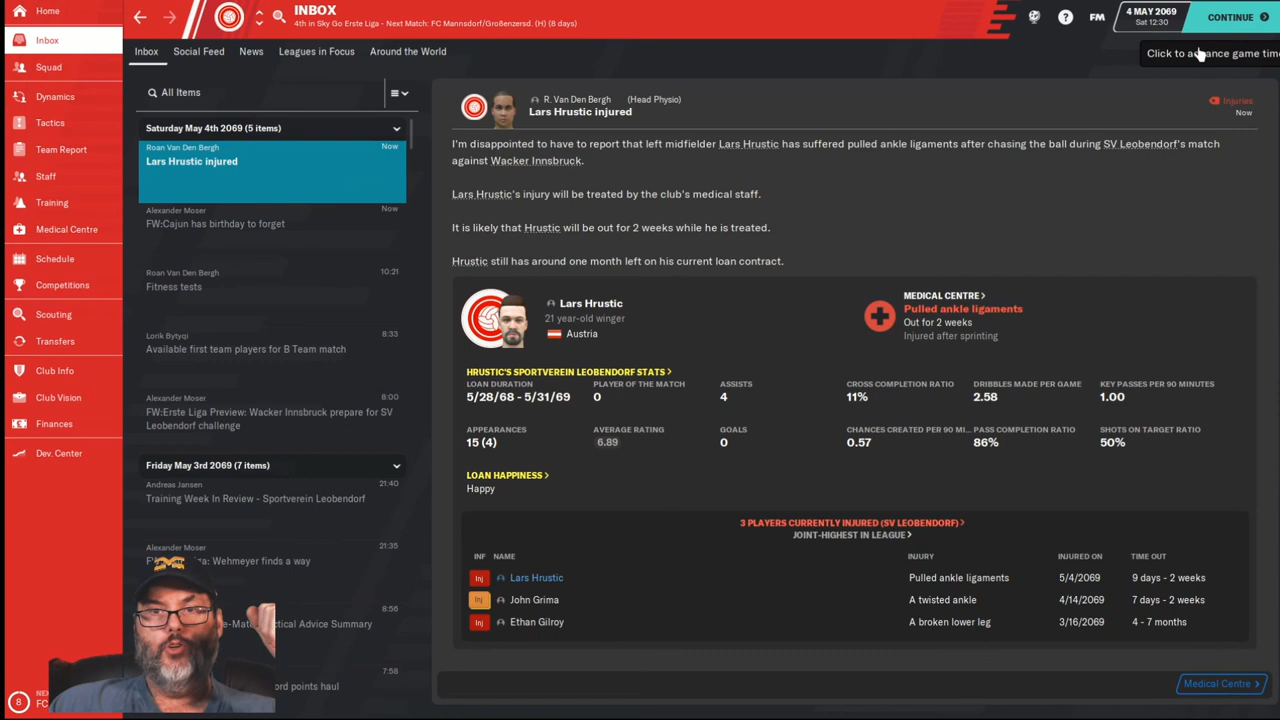 Home
Inbox
Squad
Dynamics
Tactics
Team Report
Staff
Training
Medical Centre
Schedule
Competitions
Scouting
Transfers
Club Info
Club Vision
Finances
Dev. Center
8
FC
INBOX
4th in Sky Go Erste Liga - Next Match: FC Mannsdorf/Großenzersd. (H) (8 days)
?
FM
4 MAY 2069
Sat 12:30
CONTINUE
Click to advance game time
Inbox
Social Feed
News
Leagues in Focus
Around the World
All Items
Saturday May 4th 2069 (5 items)
Roan Van Den Bergh
Now
Lars Hrustic injured
Alexander Moser
Now
FW:Cajun has birthday to forget
Roan Van Den Bergh
10:21
Fitness tests
Lorik Bytyqi
8:33
Available first team players for B Team match
Alexander Moser
8:00
FW:Erste Liga Preview: Wacker Innsbruck prepare for SV
Leobendorf challenge
Friday May 3rd 2069 (7 items)
Andreas Jansen
21:40
Training Week In Review - Sportverein Leobendorf
Alexander Moser
21:35
Wehmeyer finds a way
8:56
Advice Summary
7:58
points haul
R. Van Den Bergh (Head Physio)
Lars Hrustic injured
Injuries
Now
I'm disappointed to have to report that left midfielder Lars Hrustic has suffered pulled ankle ligaments after chasing the ball during SV Leobendorf's match
against Wacker Innsbruck.
Lars Hrustic's injury will be treated by the club's medical staff.
It is likely that Hrustic will be out for 2 weeks while he is treated.
Hrustic still has around one month left on his current loan contract.
Lars Hrustic
21 year-old winger
Austria
MEDICAL CENTRE >
Pulled ankle ligaments
Out for 2 weeks
Injured after sprinting
HRUSTIC'S SPORTVEREIN LEOBENDORF STATS >
LOAN DURATION PLAYER OF THE MATCH ASSISTS CROSS COMPLETION RATIO DRIBBLES MADE PER GAME KEY PASSES PER 90 MINUTES
5/28/68 - 5/31/69 0 4 11% 2.58 1.00
APPEARANCES AVERAGE RATING GOALS CHANCES CREATED PER 90 MI... PASS COMPLETION RATIO SHOTS ON TARGET RATIO
15 (4) 6.89 0 0.57 86% 50%
LOAN HAPPINESS >
Happy
3 PLAYERS CURRENTLY INJURED (SV LEOBENDORF) >
JOINT-HIGHEST IN LEAGUE >
INF NAME INJURY INJURED ON TIME OUT
Inj Lars Hrustic Pulled ankle ligaments 5/4/2069 9 days - 2 weeks
Inj John Grima A twisted ankle 4/14/2069 7 days - 2 weeks
Inj Ethan Gilroy A broken lower leg 3/16/2069 4 - 7 months
Medical Centre >